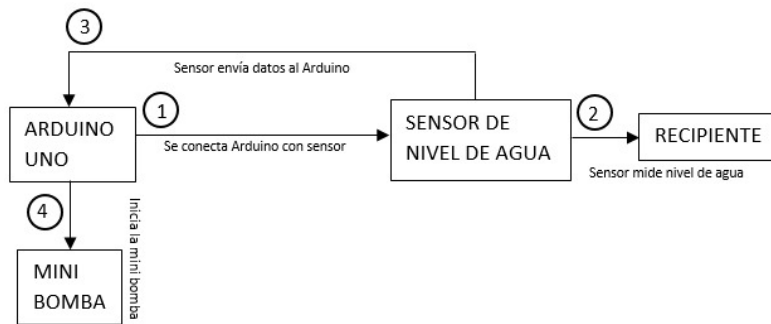 3
Sensor envía datos al Arduino
1
ARDUINO
UNO
Se conecta Arduino con sensor
SENSOR DE
NIVEL DE AGUA
2
RECIPIENTE
Sensor mide nivel de agua
4
Inicia la mini bomba
MINI
BOMBA